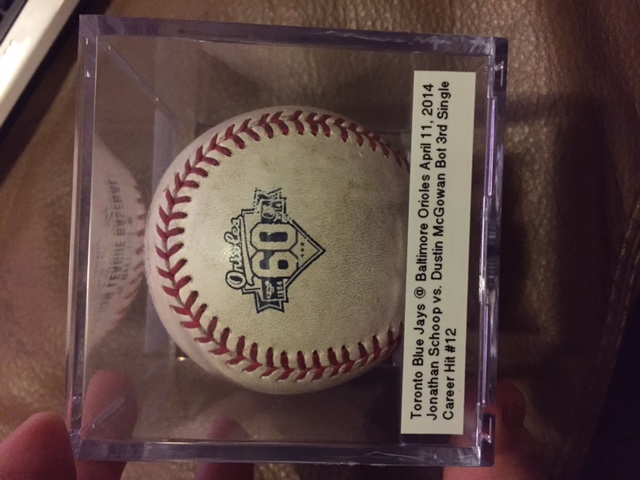 Toronto Blue Jays @ Baltimore Orioles April 11, 2014
Jonathan Schoop vs. Dustin McGowan Bot 3rd Single
Career Hit #12
Orioles
60